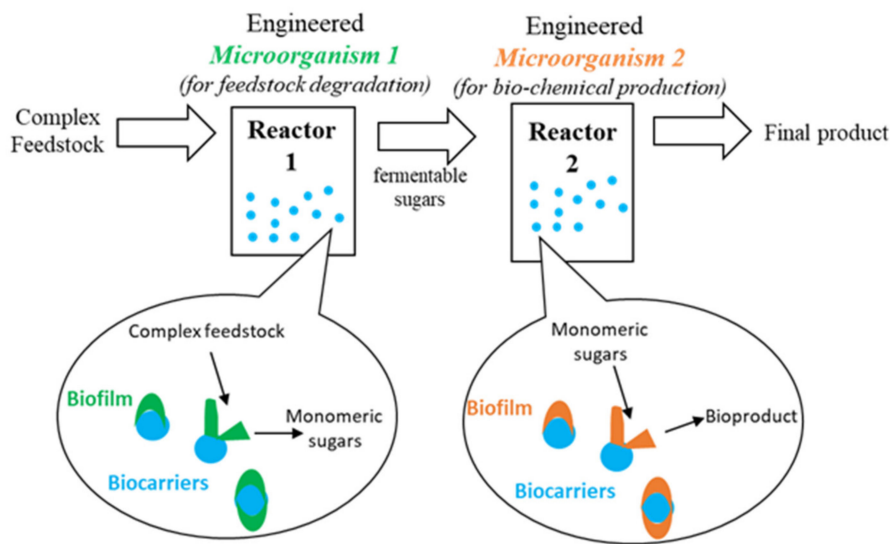 Engineered
Microorganism 1
(for feedstock degradation)
Engineered
Microorganism 2
(for bio-chemical production)
Complex
Feedstock
Reactor
1
fermentable
sugars
Reactor
2
Final product
Complex feedstock
Biofilm
Monomeric
sugars
Biocarriers
Monomeric
sugars
Biofilm
Bioproduct
Biocarriers